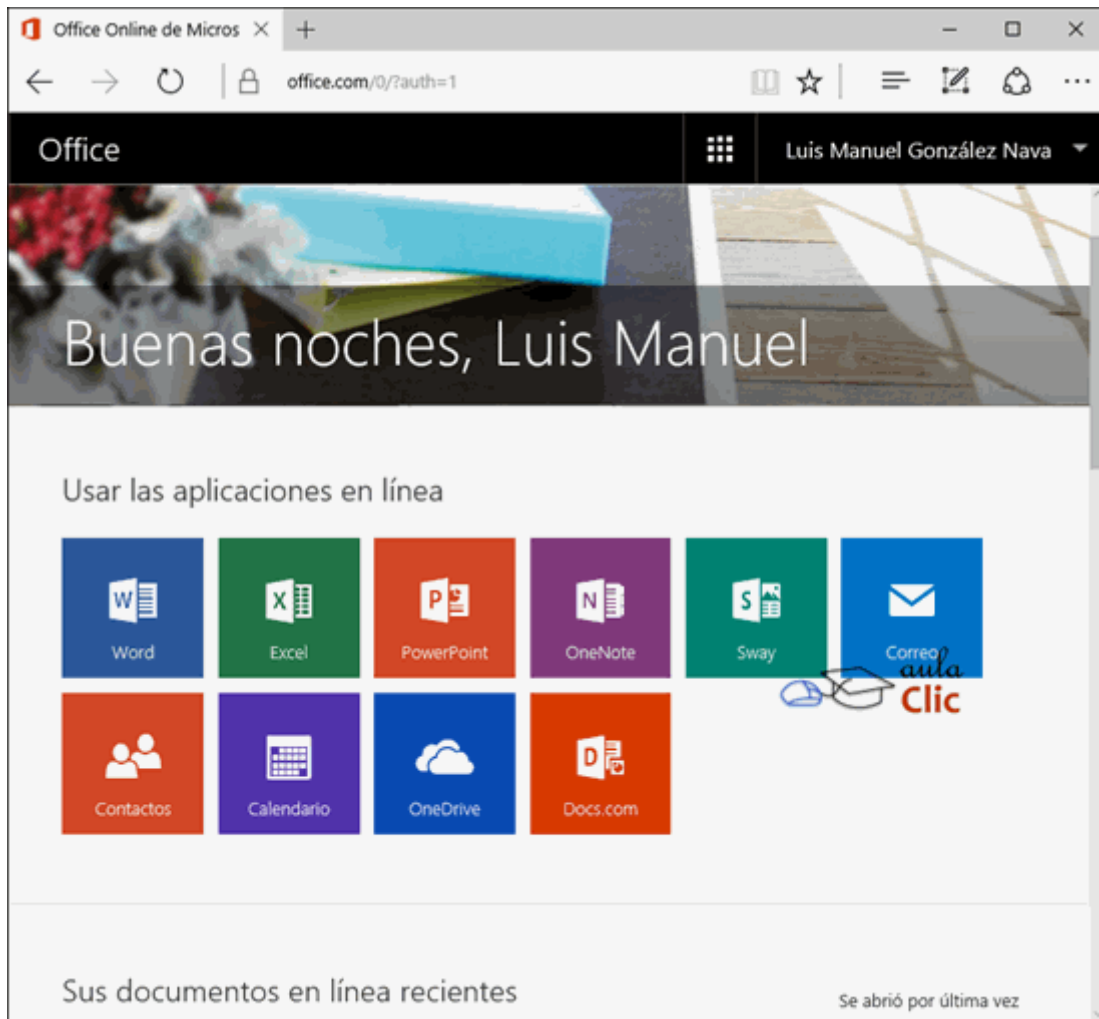 Office Online de Micros
office.com/0/?auth=1
Office
Luis Manuel González Nava
Buenas noches, Luis Manuel
Usar las aplicaciones en línea
W
X
P
N
S
Word
Excel
PowerPoint
OneNote
Sway
Correo
aula
Clic
D
Contactos
Calendario
OneDrive
Docs.com
Sus documentos en línea recientes
Se abrió por última vez